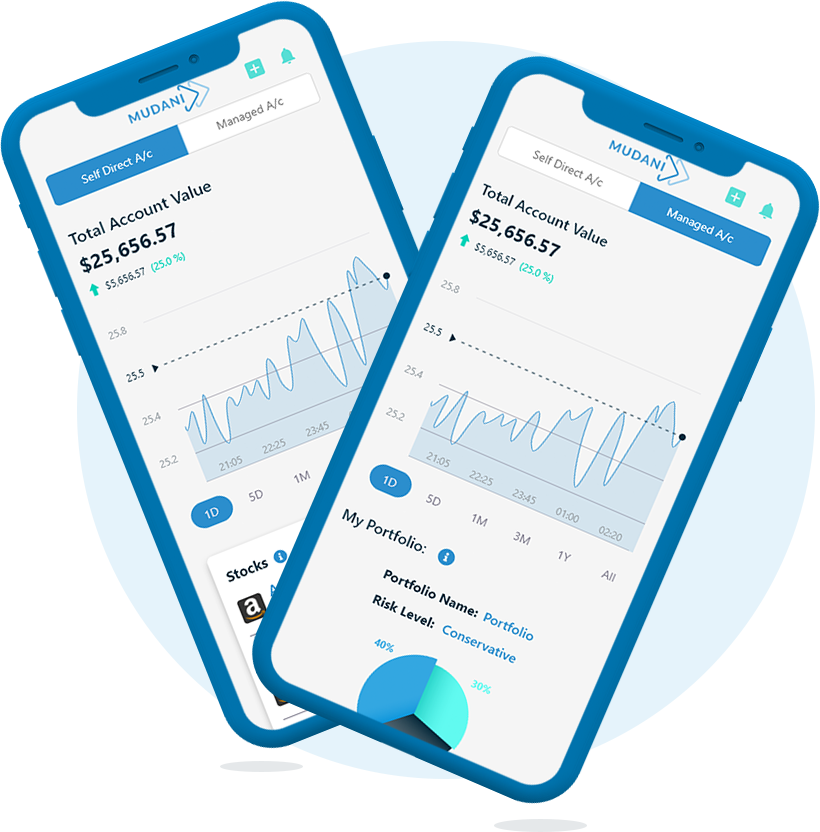 MUDANI
Self Direct A/c
Managed A/c
Total Account Value
$25,656.57
$5,656.57 (25.0 %)
25.8
25.5
25.4
25.2
21:05 22:25 23:45
1D 5D 1M
Stocks
a
MUDANI
Self Direct A/c
Managed A/c
Total Account Value
$25,656.57
$5,656.57 (25.0 %)
25.8
25.5
25.4
25.2
21:05 22:25 23:45 01:00 02:20
1D 5D 1M 3M 1Y All
My Portfolio:
Portfolio Name: Portfolio
Risk Level: Conservative
40%
30%